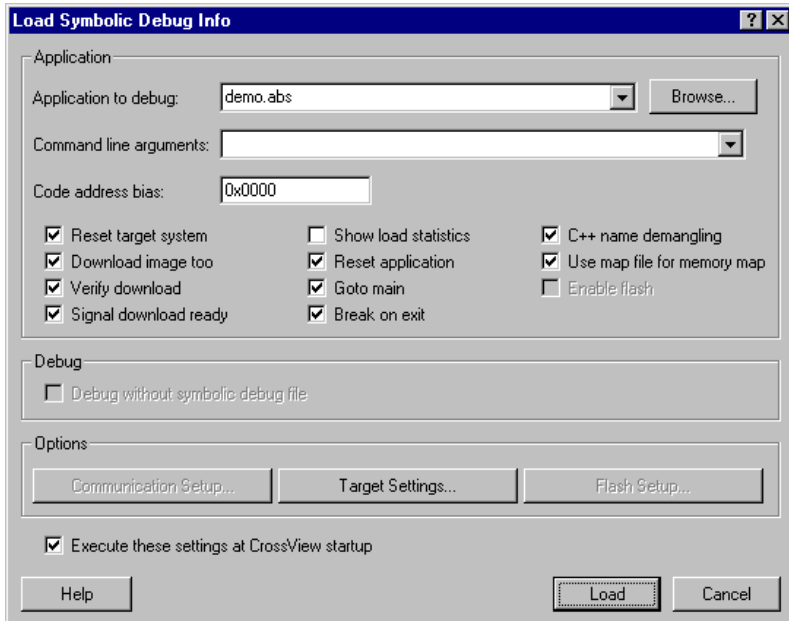 Load Symbolic Debug Info
Application
Application to debug: demo.abs Browse...
Command line arguments:
Code address bias: 0x0000
Reset target system Show load statistics C++ name demangling
Download image too Reset application Use map file for memory map
Verify download Goto main Enable flash
Signal download ready Break on exit
Debug
Debug without symbolic debug file
Options
Communication Setup... Target Settings... Flash Setup...
Execute these settings at CrossView startup
Help Load Cancel